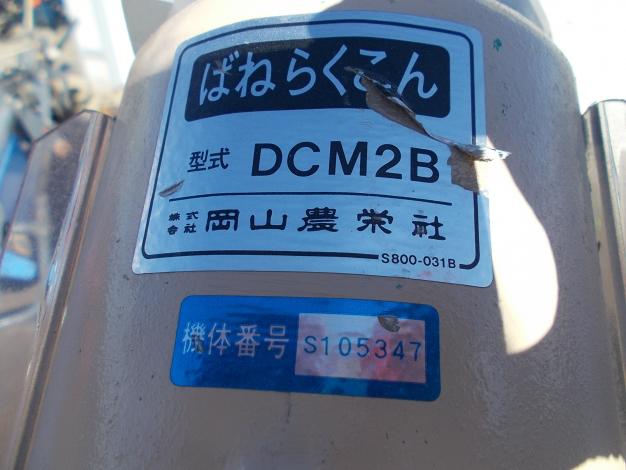 ばねらくこん
型式 DCM2B
株式会社 岡山農栄社
S800-031B
機体番号 S105347